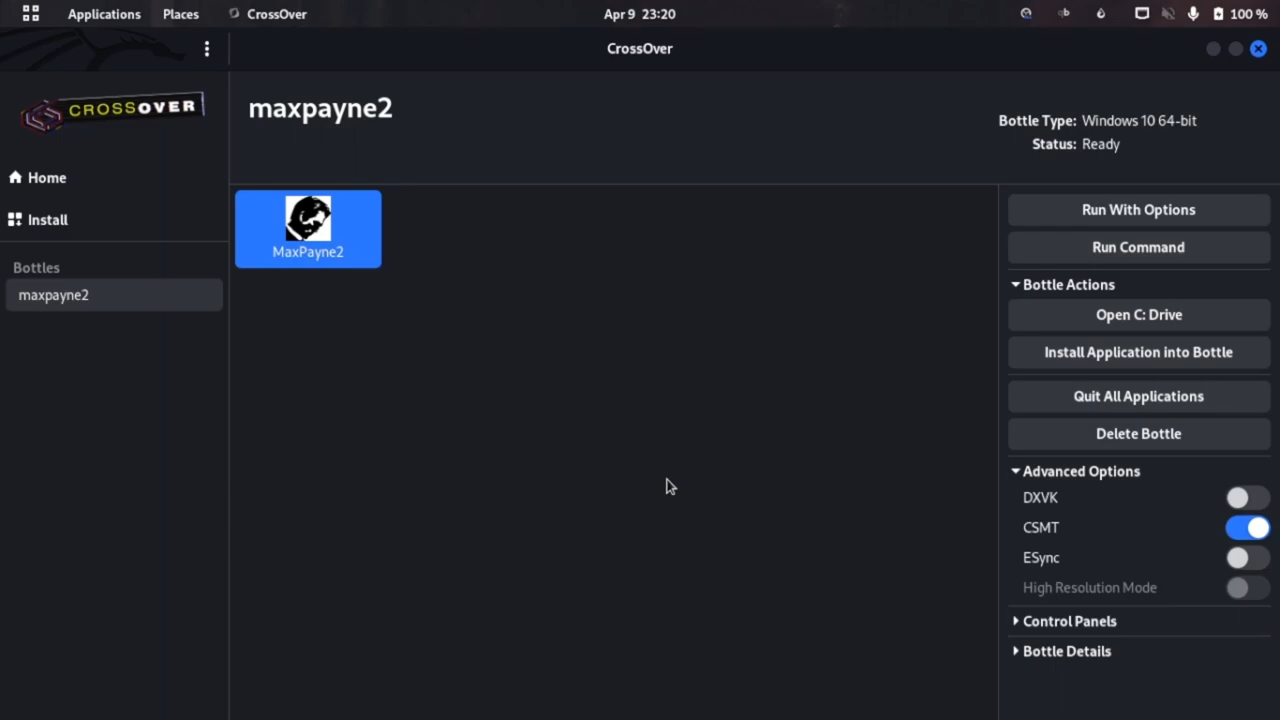 Applications Places CrossOver Apr 9 23:20 100 %
CrossOver
CROSSOVER
Home
Install
Bottles
maxpayne2
maxpayne2
Bottle Type: Windows 10 64-bit
Status: Ready
MaxPayne2
Run With Options
Run Command
Bottle Actions
Open C: Drive
Install Application into Bottle
Quit All Applications
Delete Bottle
Advanced Options
DXVK
CSMT
ESync
High Resolution Mode
Control Panels
Bottle Details